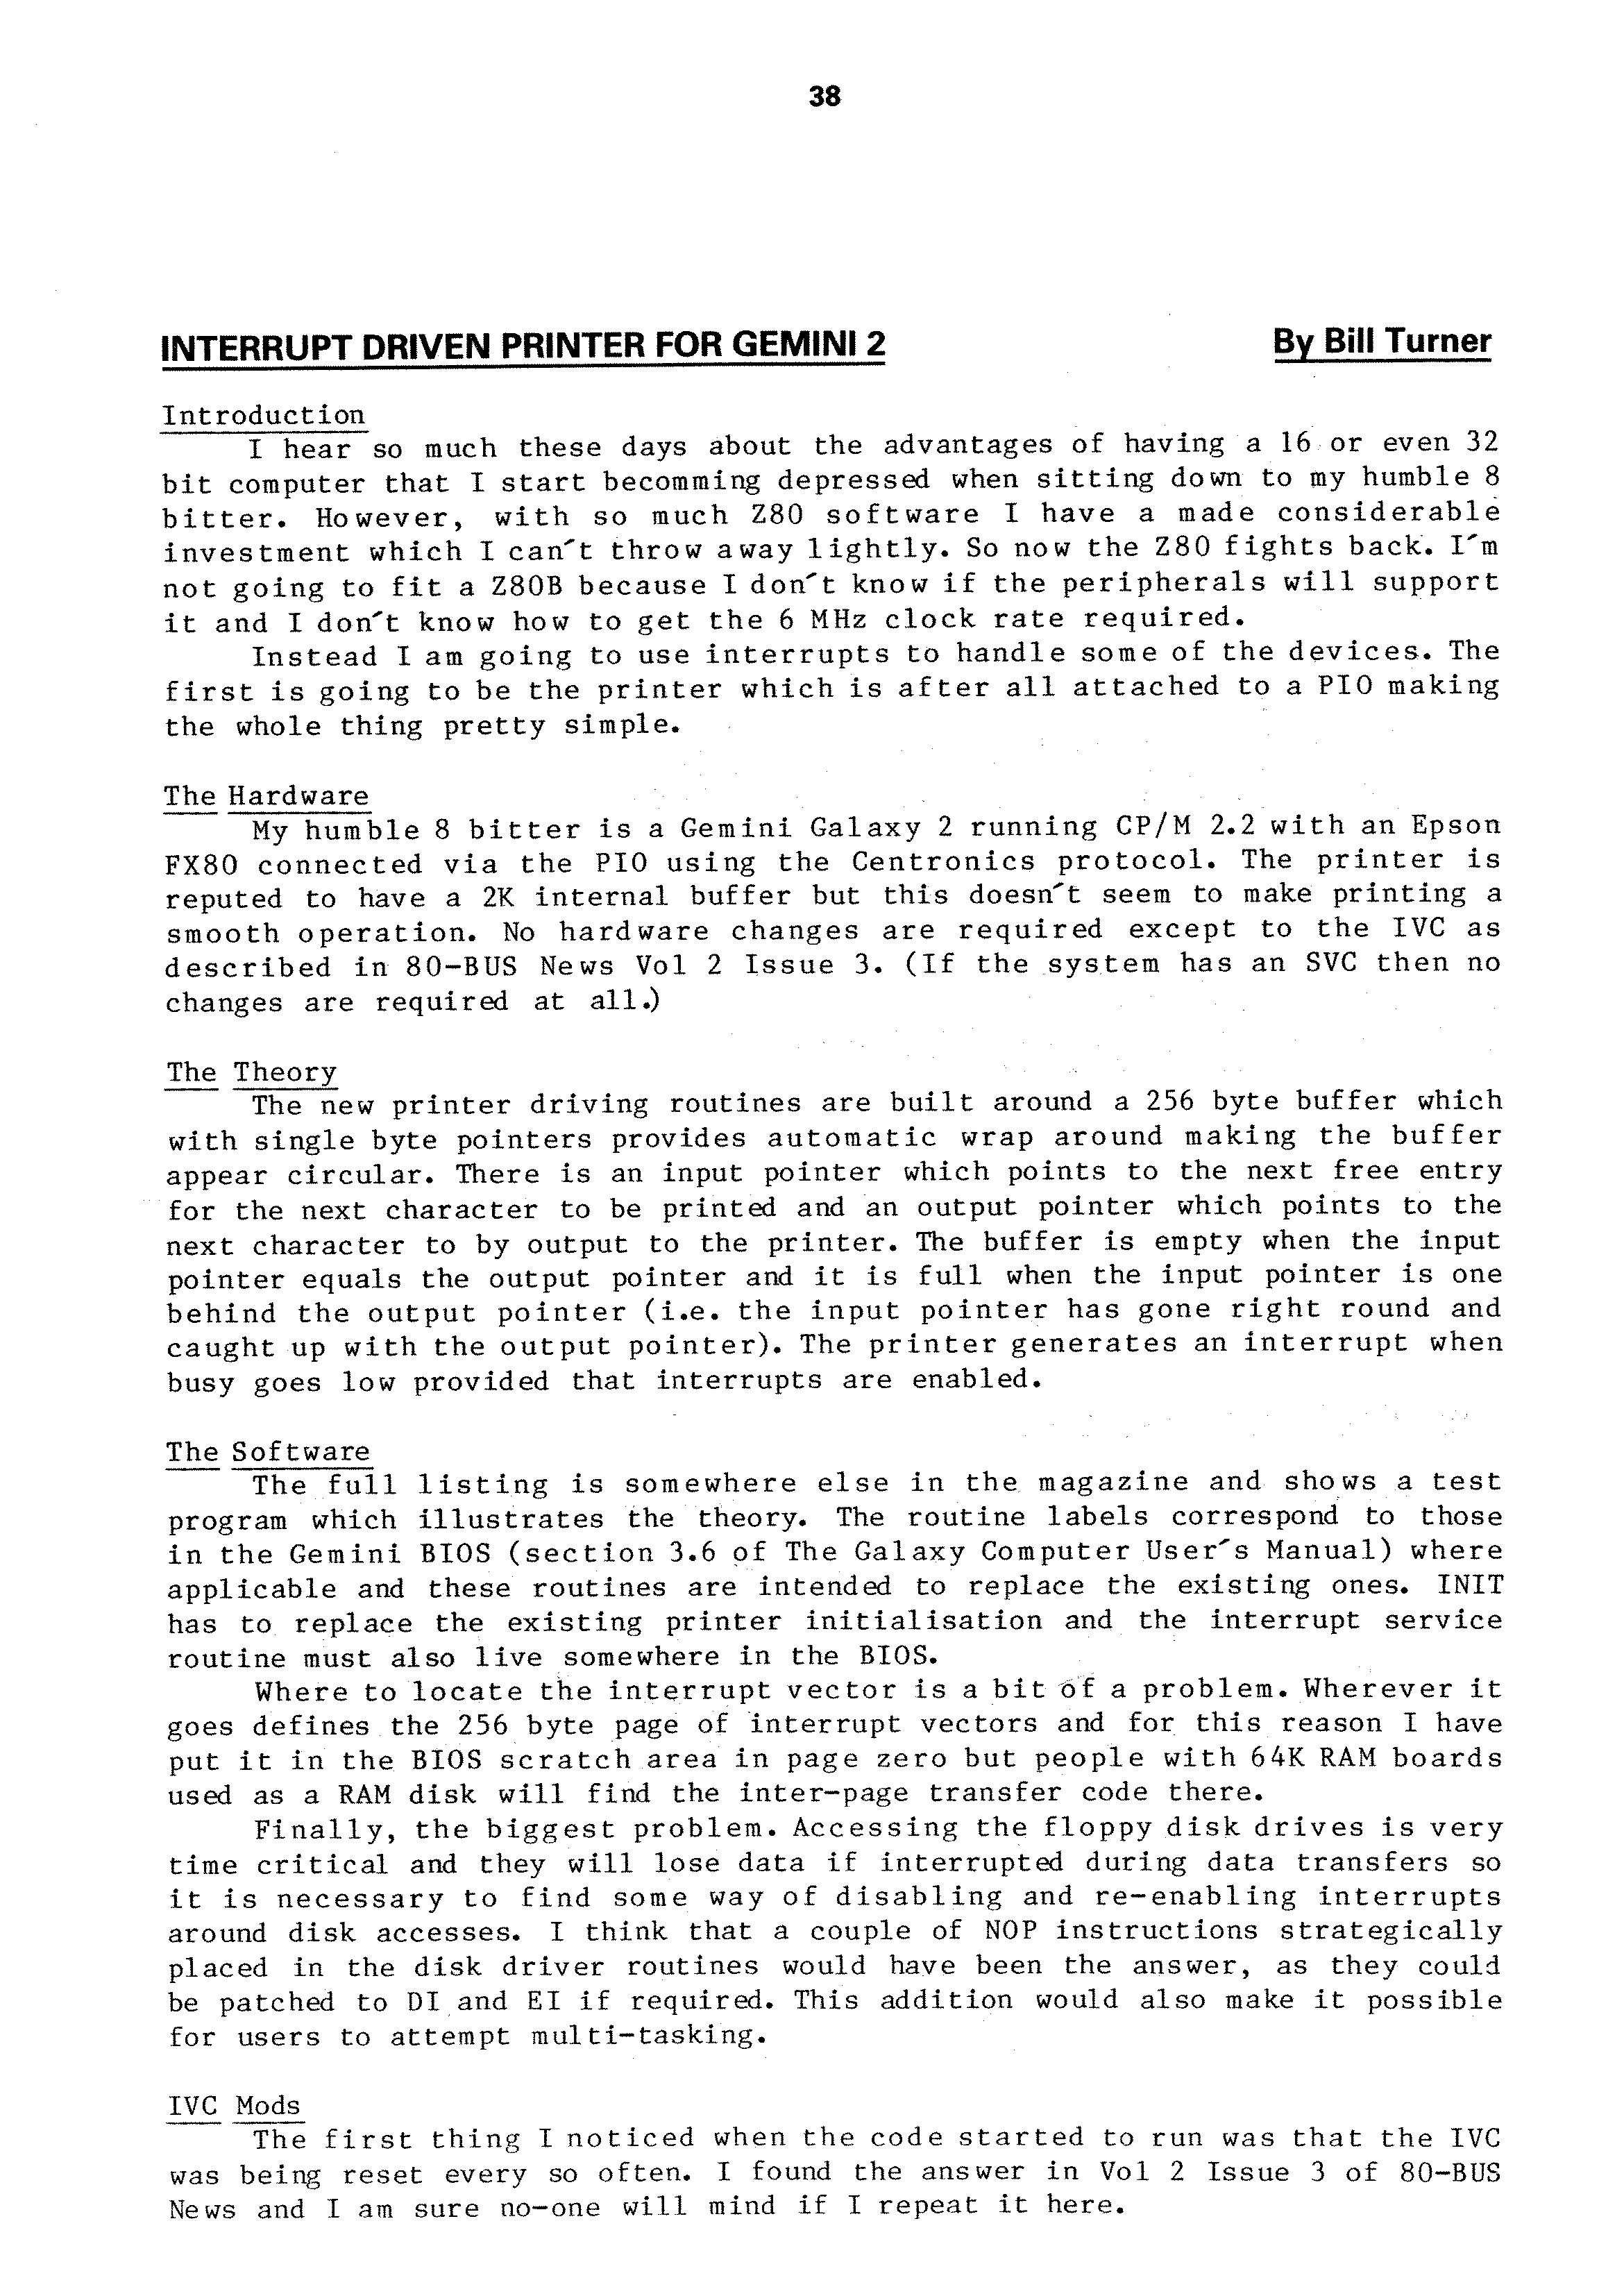 38
INTERRUPT DRIVEN PRINTER FOR GEMINI 2 By Bill Turner
Introduction
I hear so much these days about the advantages of having a 16 or even 32
bit computer that I start becomming depressed when sitting down to my humble 8
bitter. However, with so much Z80 software I have a made considerable
investment which I can´t throw away lightly. So now the Z80 fights back. I´m
not going to fit a Z80B because I don´t know if the peripherals will support
it and I don´t know how to get the 6 MHz clock rate required.
Instead I am going to use interrupts to handle some of the devices. The
first is going to be the printer which is after all attached to a PIO making
the whole thing pretty simple.
The Hardware
My humble 8 bitter is a Gemini Galaxy 2 running CP/M 2.2 with an Epson
FX80 connected via the PIO using the Centronics protocol. The printer is
reputed to have a 2K internal buffer but this doesn´t seem to make printing a
smooth operation. No hardware changes are required except to the IVC as
described in 80-BUS News Vol 2 Issue 3. (If the system has an SVC then no
changes are required at all.)
The Theory
The new printer driving routines are built around a 256 byte buffer which
with single byte pointers provides automatic wrap around making the buffer
appear circular. There is an input pointer which points to the next free entry
for the next character to be printed and an output pointer which points to the
next character to by output to the printer. The buffer is empty when the input
pointer equals the output pointer and it is full when the input pointer is one
behind the output pointer (i.e. the input pointer has gone right round and
caught up with the output pointer). The printer generates an interrupt when
busy goes low provided that interrupts are enabled.
The Software
The full listing is somewhere else in the magazine and shows a test
program which illustrates the theory. The routine labels correspond to those
in the Gemini BIOS (section 3.6 of The Galaxy Computer User´s Manual) where
applicable and these routines are intended to replace the existing ones. INIT
has to replace the existing printer initialisation and the interrupt service
routine must also live somewhere in the BIOS.
Where to locate the interrupt vector is a bit of a problem. Wherever it
goes defines the 256 byte page of interrupt vectors and for this reason I have
put it in the BIOS scratch area in page zero but people with 64K RAM boards
used as a RAM disk will find the inter-page transfer code there.
Finally, the biggest problem. Accessing the floppy disk drives is very
time critical and they will lose data if interrupted during data transfers so
it is necessary to find some way of disabling and re-enabling interrupts
around disk accesses. I think that a couple of NOP instructions strategically
placed in the disk driver routines would have been the answer, as they could
be patched to DI and EI if required. This addition would also make it possible
for users to attempt multi-tasking.
IVC Mods
The first thing I noticed when the code started to run was that the IVC
was being reset every so often. I found the answer in Vol 2 Issue 3 of 80-BUS
News and I am sure no-one will mind if I repeat it here.